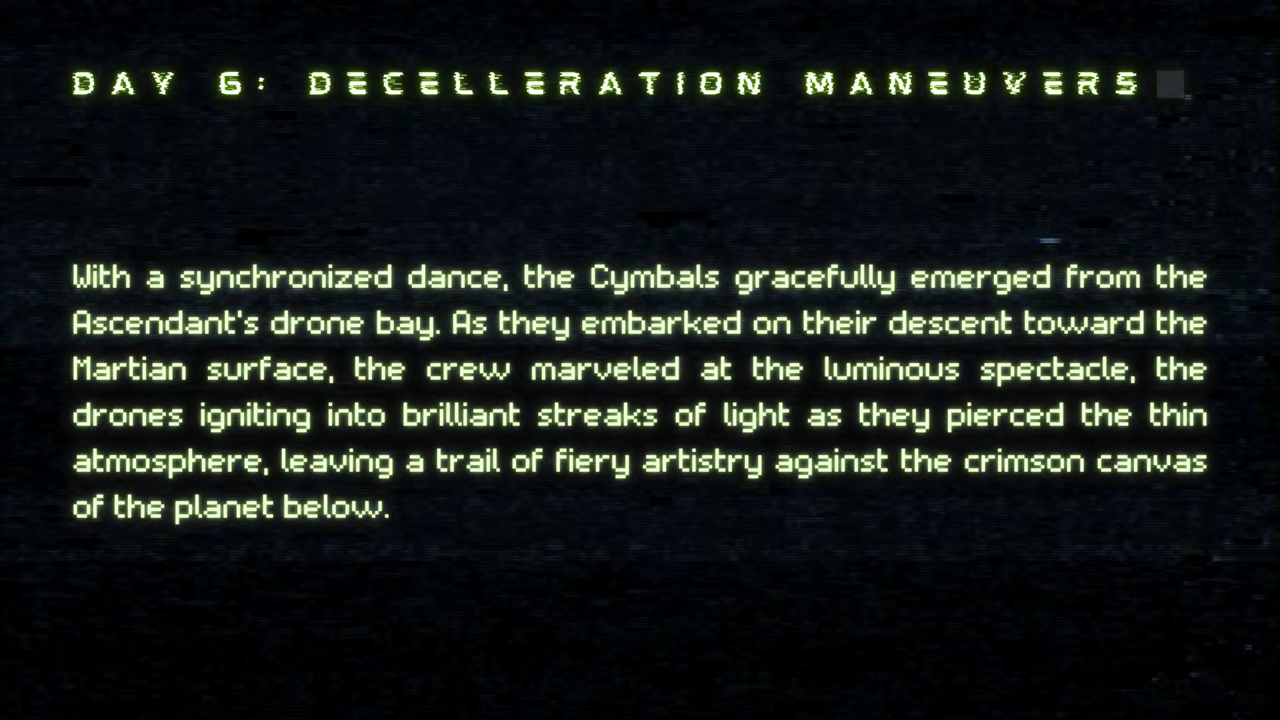 DAY 6: DECELLERATION MANEUVERS
With a synchronized dance, the Cymbals gracefully emerged from the
Ascendant's drone bay. As they embarked on their descent toward the
Martian surface, the crew marveled at the luminous spectacle, the
drones igniting into brilliant streaks of light as they pierced the thin
atmosphere, leaving a trail of fiery artistry against the crimson canvas
of the planet below.